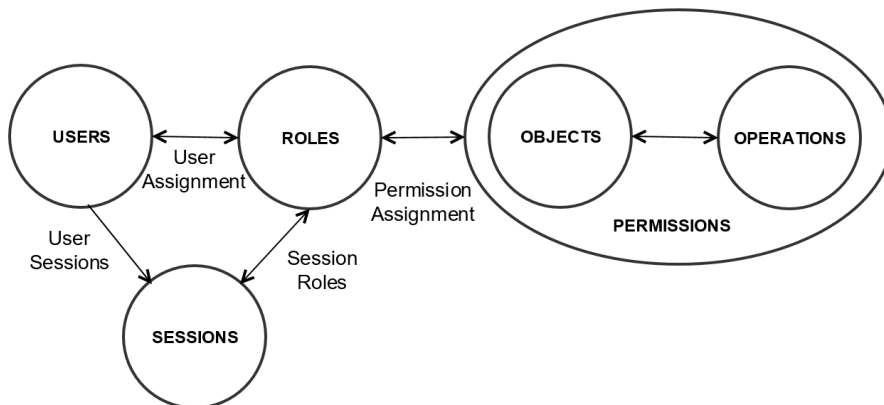 USERS
User
Assignment
ROLES
Permission
Assignment
OBJECTS
OPERATIONS
PERMISSIONS
User
Sessions
Session
Roles
SESSIONS